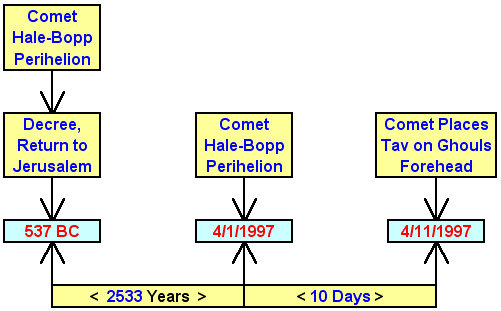 Comet
Hale-Bopp
Perihelion
Decree,
Return to
Jerusalem
Comet
Hale-Bopp
Perihelion
Comet Places
Tav on Ghouls
Forehead
537 BC
4/1/1997
4/11/1997
< 2533 Years >
< 10 Days >